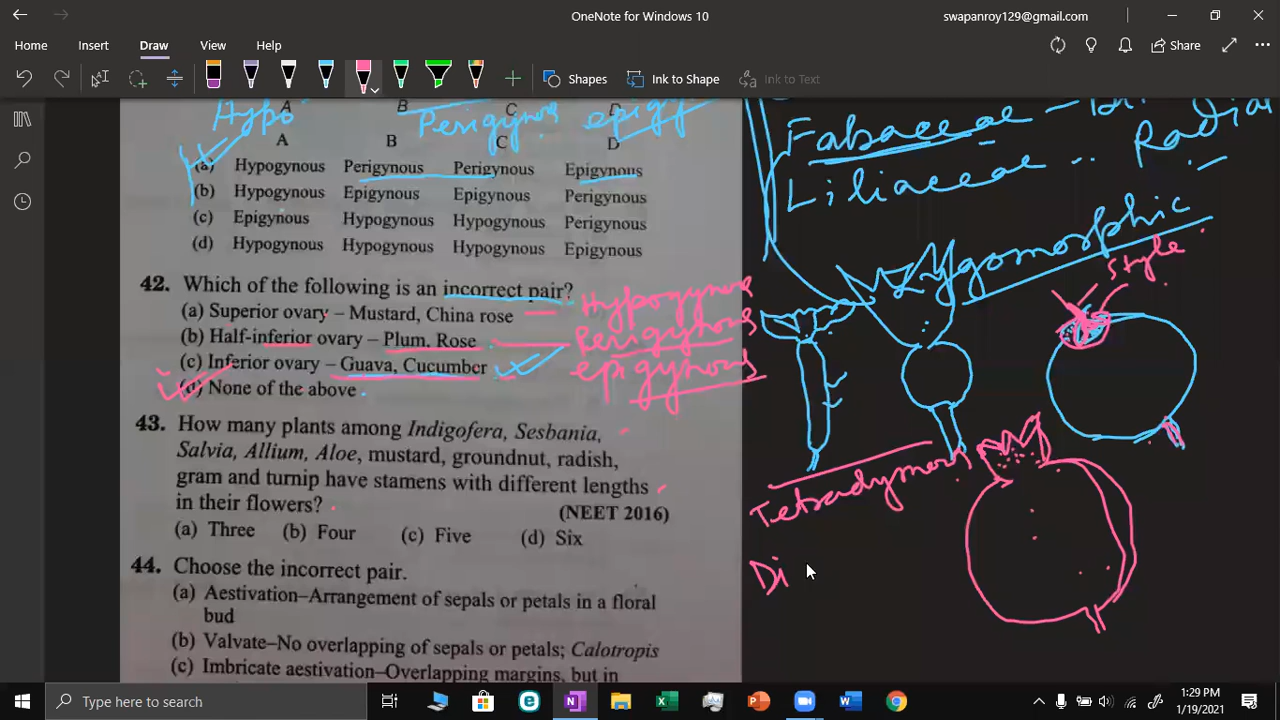 OneNote for Windows 10
swapanroy129@gmail.com
Home Insert Draw View Help
Share
Shapes Ink to Shape Ink to Text
A B C D
Hypo Perigynous epigy
A B C D
(a) Hypogynous Perigynous Perigynous Epigynous
(b) Hypogynous Epigynous Epigynous Perigynous
(c) Epigynous Hypogynous Hypogynous Perigynous
(d) Hypogynous Hypogynous Hypogynous Epigynous
42. Which of the following is an incorrect pair?
(a) Superior ovary – Mustard, China rose
(b) Half-inferior ovary – Plum, Rose
(c) Inferior ovary – Guava, Cucumber
(d) None of the above
Hypogynous
Perigynous
epigynous
43. How many plants among Indigofera, Sesbania,
Salvia, Allium, Aloe, mustard, groundnut, radish,
gram and turnip have stamens with different lengths
in their flowers?
(NEET 2016)
(a) Three (b) Four (c) Five (d) Six
44. Choose the incorrect pair.
(a) Aestivation–Arrangement of sepals or petals in a floral
bud
(b) Valvate–No overlapping of sepals or petals; Calotropis
(c) Imbricate aestivation–Overlapping margins, but in
Fabaceae -
Radial
Liliaceae
Zygomorphic
Style
Tetradymous
Di
Type here to search
1:29 PM
1/19/2021